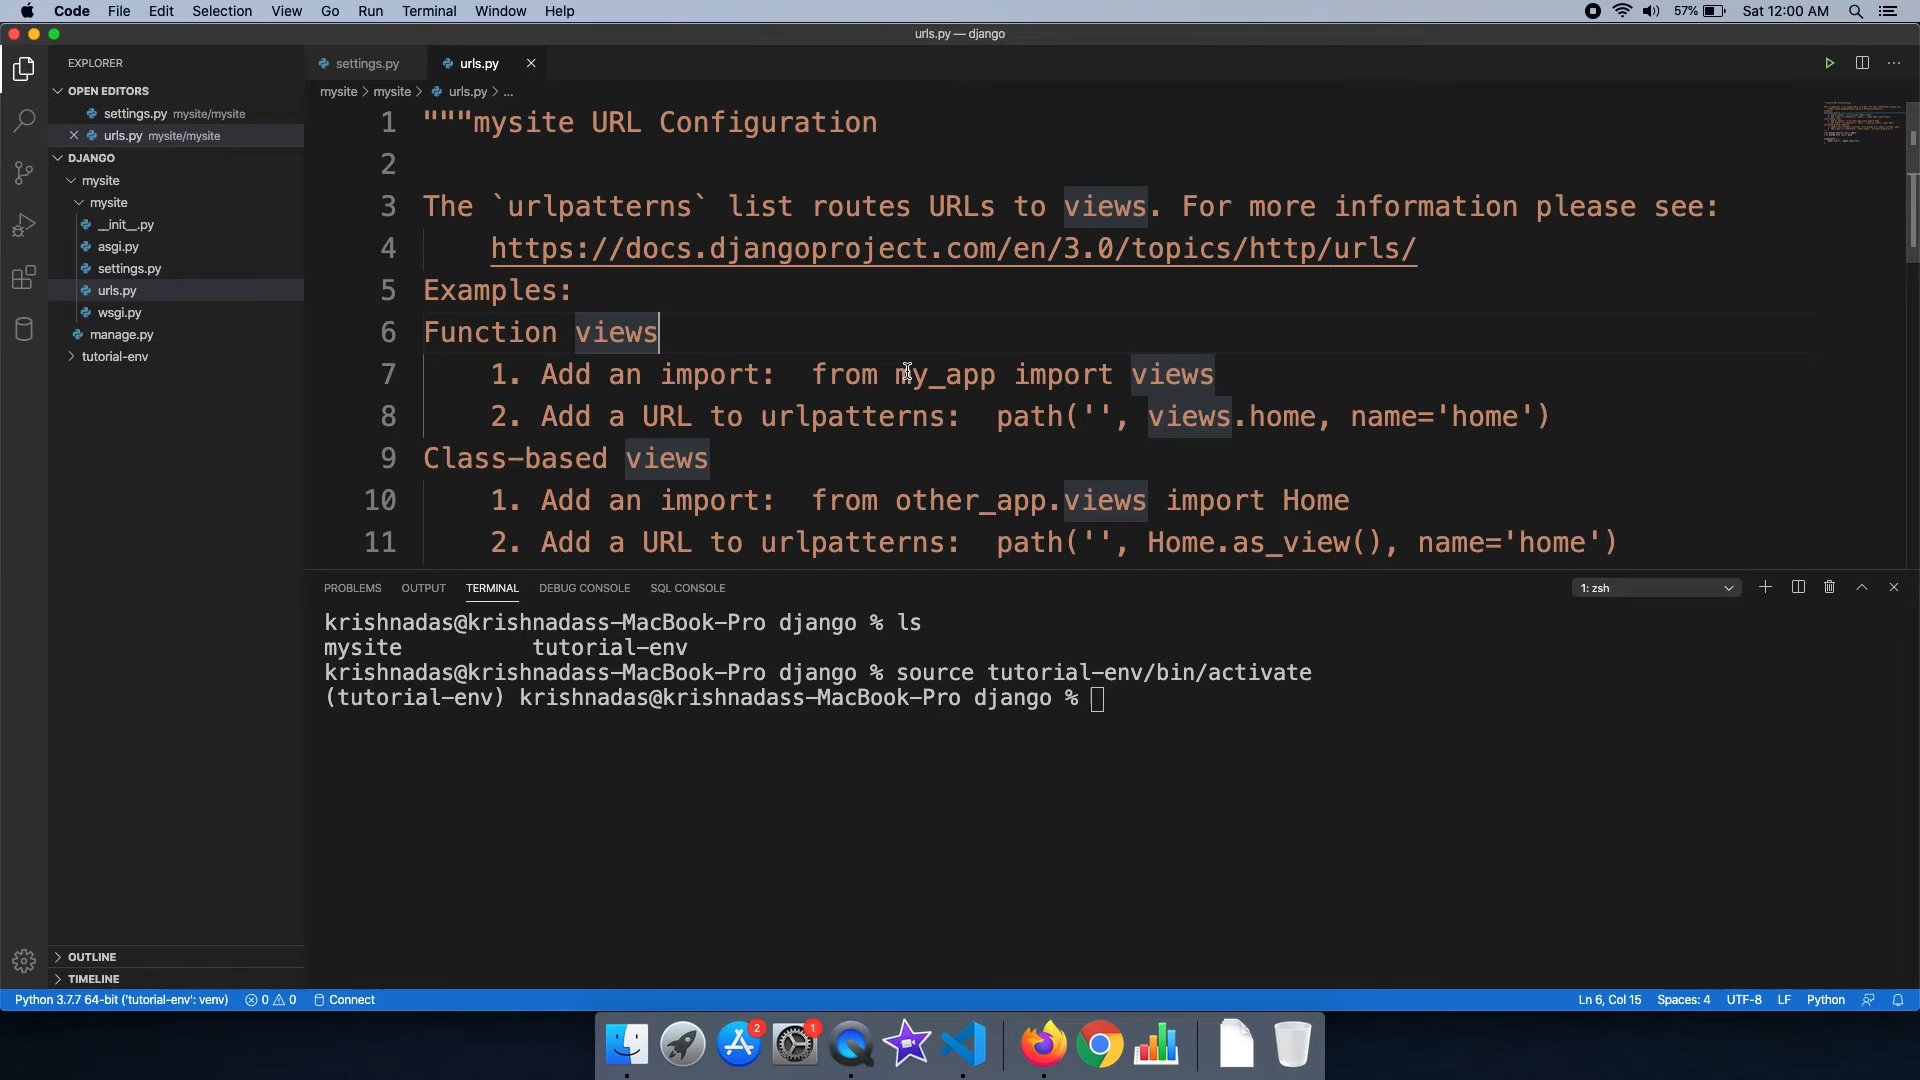 Code File Edit Selection View Go Run Terminal Window Help 57% Sat 12:00 AM
urls.py — django
EXPLORER
settings.py urls.py
OPEN EDITORS
mysite > mysite > urls.py > ...
settings.py mysite/mysite
urls.py mysite/mysite
DJANGO
mysite
mysite
__init__.py
asgi.py
settings.py
urls.py
wsgi.py
manage.py
tutorial-env
OUTLINE
TIMELINE
1 """mysite URL Configuration
2
3 The `urlpatterns` list routes URLs to views. For more information please see:
4 https://docs.djangoproject.com/en/3.0/topics/http/urls/
5 Examples:
6 Function views
7 1. Add an import:  from my_app import views
8 2. Add a URL to urlpatterns:  path('', views.home, name='home')
9 Class-based views
10 1. Add an import:  from other_app.views import Home
11 2. Add a URL to urlpatterns:  path('', Home.as_view(), name='home')
PROBLEMS OUTPUT TERMINAL DEBUG CONSOLE SQL CONSOLE 1: zsh
krishnadas@krishnadass-MacBook-Pro django % ls
mysite tutorial-env
krishnadas@krishnadass-MacBook-Pro django % source tutorial-env/bin/activate
(tutorial-env) krishnadas@krishnadass-MacBook-Pro django %
Python 3.7.7 64-bit ('tutorial-env': venv) 0 0 Connect Ln 6, Col 15 Spaces: 4 UTF-8 LF Python
2 1